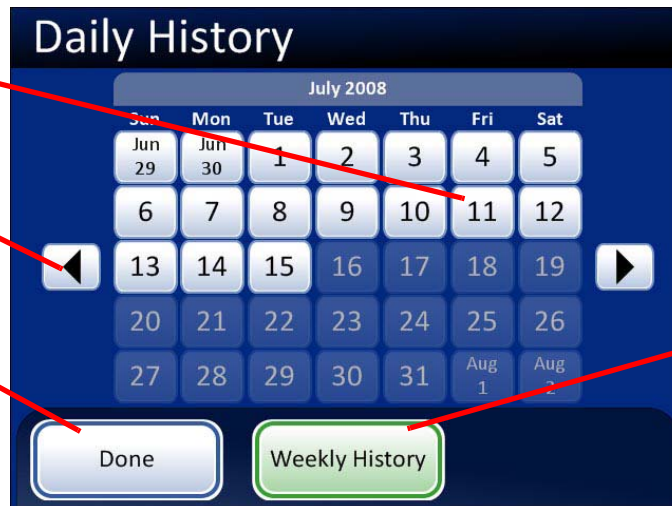 Daily History
July 2008
Sun Mon Tue Wed Thu Fri Sat
Jun 29 Jun 30 1 2 3 4 5
6 7 8 9 10 11 12
13 14 15 16 17 18 19
20 21 22 23 24 25 26
27 28 29 30 31 Aug 1 Aug 2
Done Weekly History